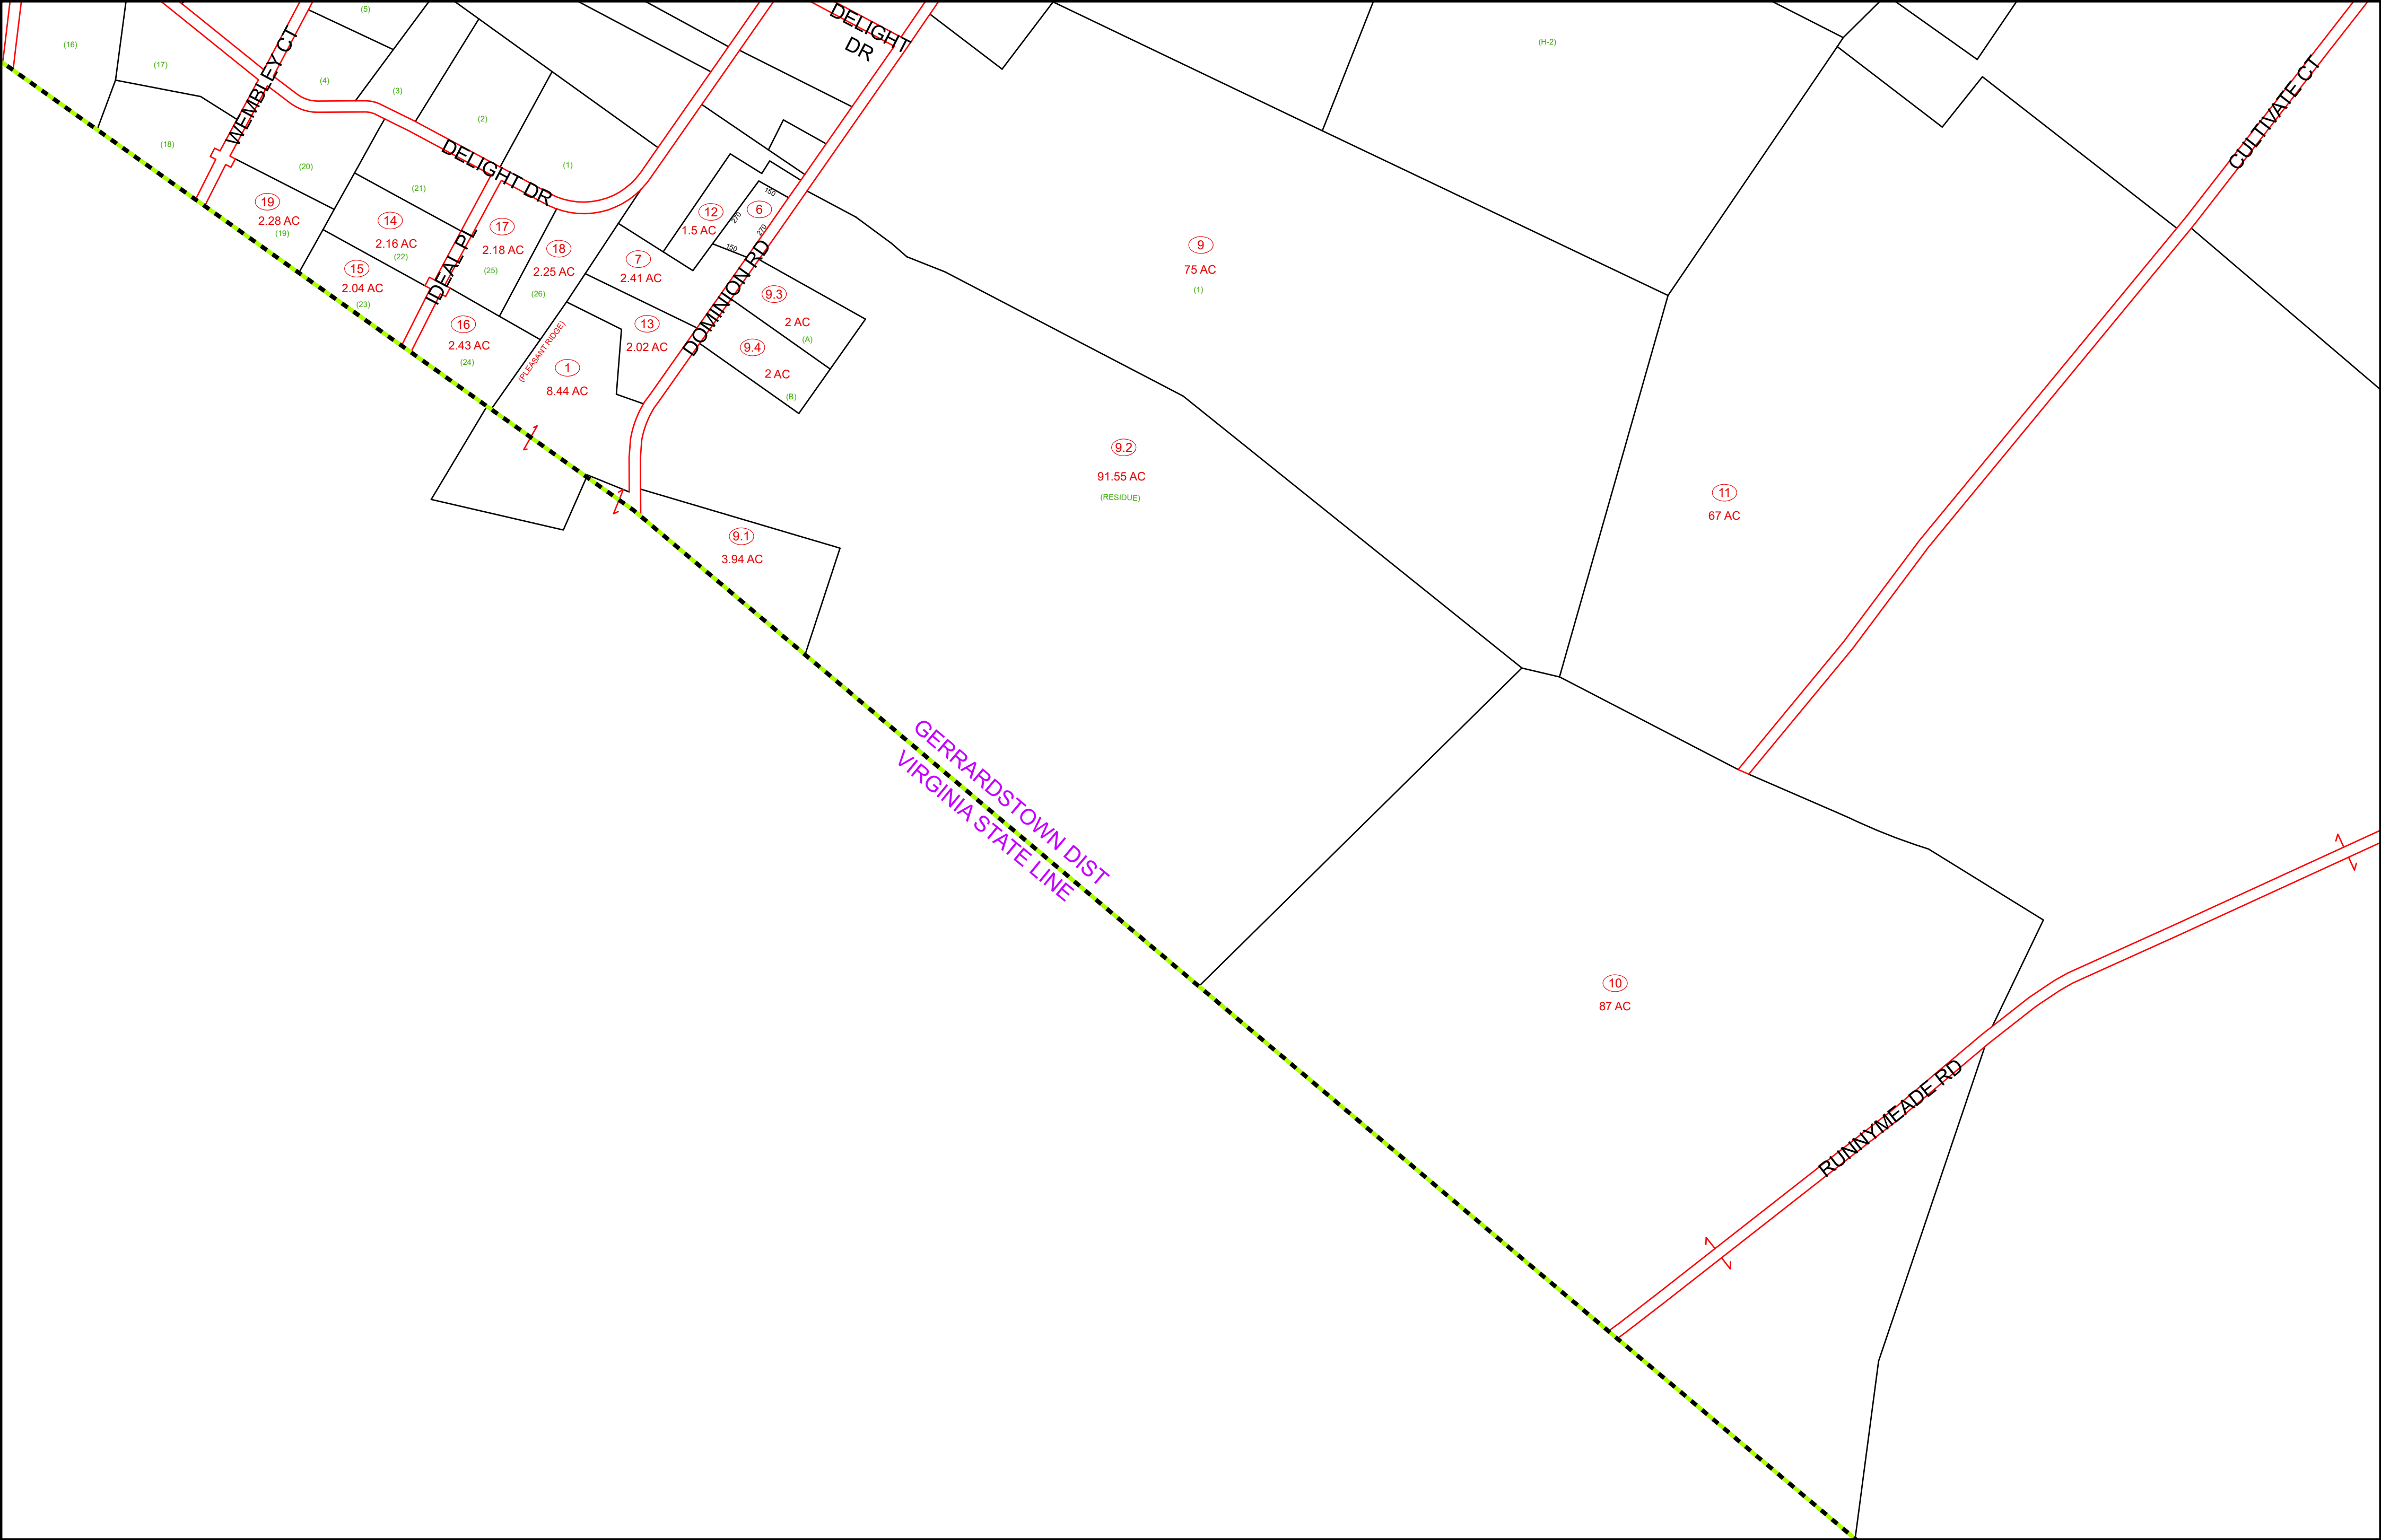 (5)
(16)
(17)
WEMBLEY CT
(4)
(3)
(2)
(1)
DELIGHT
DR
(H-2)
CULTIVATE CT
(18)
(20)
DELIGHT DR
(21)
19
2.28 AC
(19)
14
2.16 AC
(22)
15
2.04 AC
(23)
IDEAL PL
17
2.18 AC
(25)
18
2.25 AC
(26)
16
2.43 AC
(24)
(PLEASANT RIDGE)
12
1.5 AC
6
150
270
270
150
7
2.41 AC
DOMINION RD
13
2.02 AC
1
8.44 AC
9.3
2 AC
(A)
9.4
2 AC
(B)
9
75 AC
(1)
9.2
91.55 AC
(RESIDUE)
11
67 AC
9.1
3.94 AC
GERRARDSTOWN DIST
VIRGINIA STATE LINE
10
87 AC
RUNNYMEADE RD